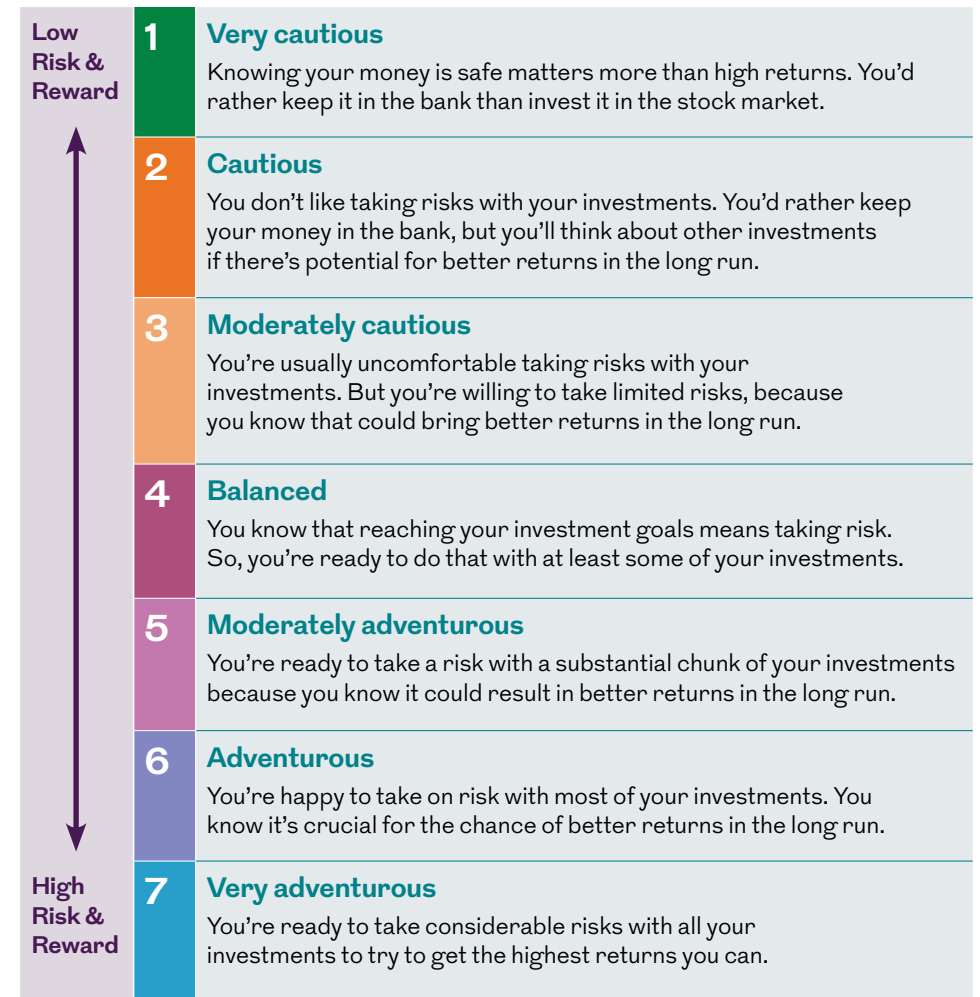 Low
Risk &
Reward
1
Very cautious
Knowing your money is safe matters more than high returns. You’d
rather keep it in the bank than invest it in the stock market.
2
Cautious
You don’t like taking risks with your investments. You’d rather keep
your money in the bank, but you’ll think about other investments
if there’s potential for better returns in the long run.
3
Moderately cautious
You’re usually uncomfortable taking risks with your
investments. But you’re willing to take limited risks, because
you know that could bring better returns in the long run.
4
Balanced
You know that reaching your investment goals means taking risk.
So, you’re ready to do that with at least some of your investments.
5
Moderately adventurous
You’re ready to take a risk with a substantial chunk of your investments
because you know it could result in better returns in the long run.
6
Adventurous
You’re happy to take on risk with most of your investments. You
know it’s crucial for the chance of better returns in the long run.
High
Risk &
Reward
7
Very adventurous
You’re ready to take considerable risks with all your
investments to try to get the highest returns you can.